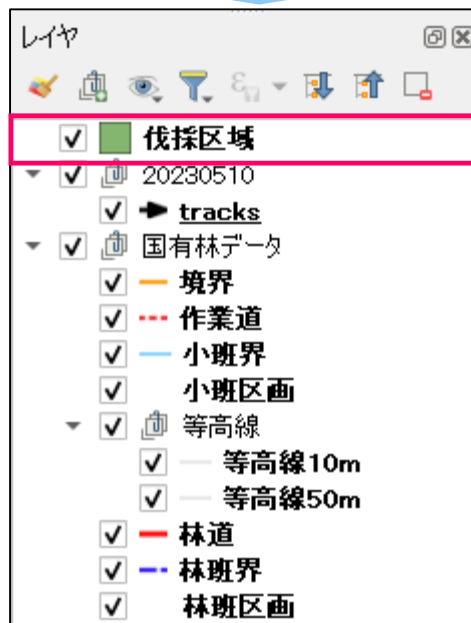 レイヤ
伐採区域
20230510
tracks
国有林データ
境界
作業道
小班界
小班区画
等高線
等高線10m
等高線50m
林道
林班界
林班区画